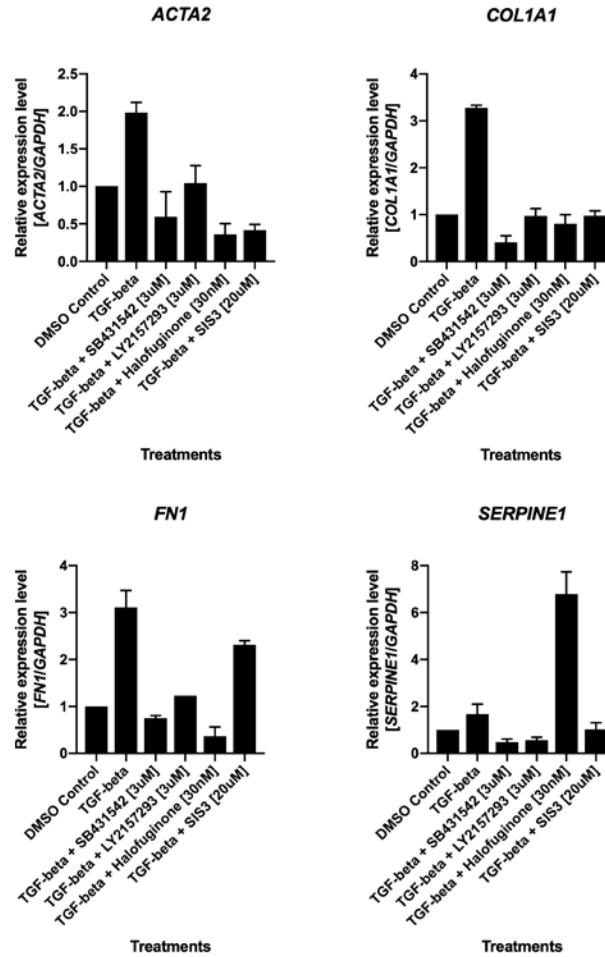 ACTA2
Relative expression level
[ACTA2/GAPDH]
2.5
2.0
1.5
1.0
0.5
0.0
DMSO Control
TGF-beta
TGF-beta + SB431542 [3uM]
TGF-beta + LY2157293 [3uM]
TGF-beta + Halofuginone [30nM]
TGF-beta + SIS3 [20uM]
Treatments
COL1A1
Relative expression level
[COL1A1/GAPDH]
4
3
2
1
0
DMSO Control
TGF-beta
TGF-beta + SB431542 [3uM]
TGF-beta + LY2157293 [3uM]
TGF-beta + Halofuginone [30nM]
TGF-beta + SIS3 [20uM]
Treatments
FN1
Relative expression level
[FN1/GAPDH]
4
3
2
1
0
DMSO Control
TGF-beta
TGF-beta + SB431542 [3uM]
TGF-beta + LY2157293 [3uM]
TGF-beta + Halofuginone [30nM]
TGF-beta + SIS3 [20uM]
Treatments
SERPINE1
Relative expression level
[SERPINE1/GAPDH]
8
6
4
2
0
DMSO Control
TGF-beta
TGF-beta + SB431542 [3uM]
TGF-beta + LY2157293 [3uM]
TGF-beta + Halofuginone [30nM]
TGF-beta + SIS3 [20uM]
Treatments